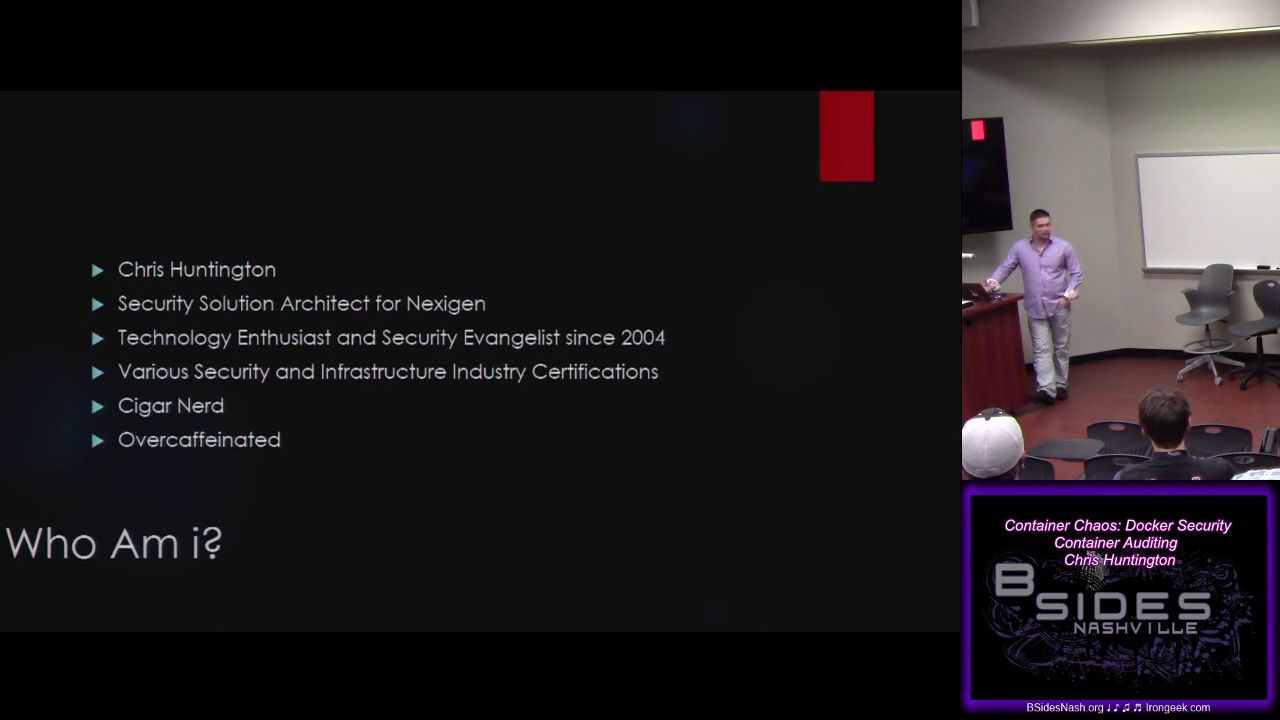 Chris Huntington
Security Solution Architect for Nexigen
Technology Enthusiast and Security Evangelist since 2004
Various Security and Infrastructure Industry Certifications
Cigar Nerd
Overcaffeinated
Who Am i?
Container Chaos: Docker Security
Container Auditing
Chris Huntington
BSIDES
NASHVILLE
BSidesNash.org ♩♪♫♬ Irongeek.com